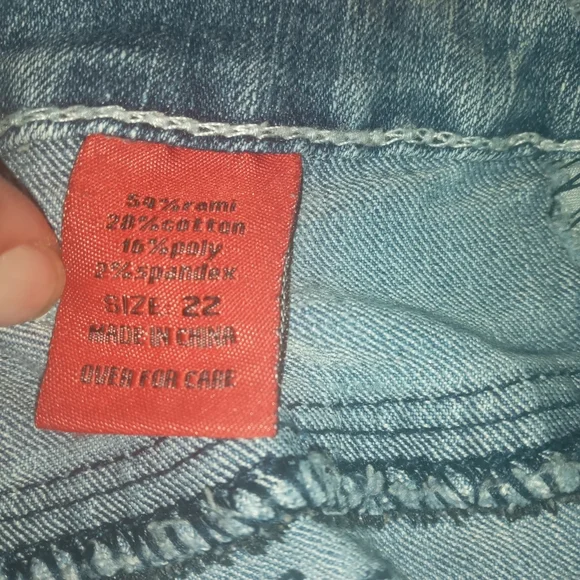 54%rami
28%cotton
16%poly
2%spandex
SIZE: 22
MADE IN CHINA
OVER FOR CARE